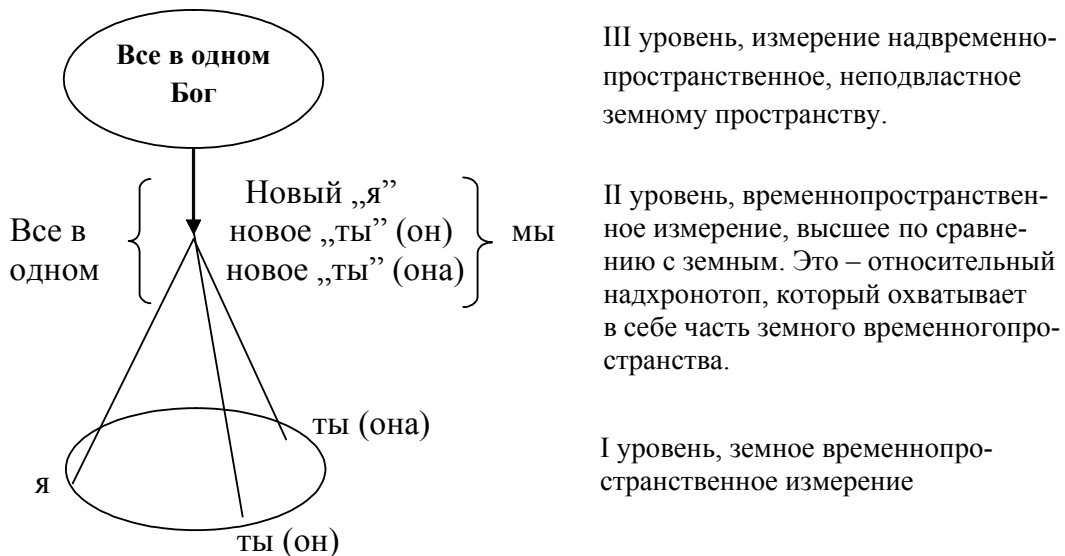 Все в одном
Бог
III уровень, измерение надвременно-
пространственное, неподвластное
земному пространству.
Все в
одном
Новый „я”
новое „ты” (он)
новое „ты” (она)
мы
II уровень, временнопространствен-
ное измерение, высшее по сравне-
нию с земным. Это – относительный
надхронотоп, который охватывает
в себе часть земного временногопро-
странства.
ты (она)
я
ты (он)
I уровень, земное временнопро-
странственное измерение